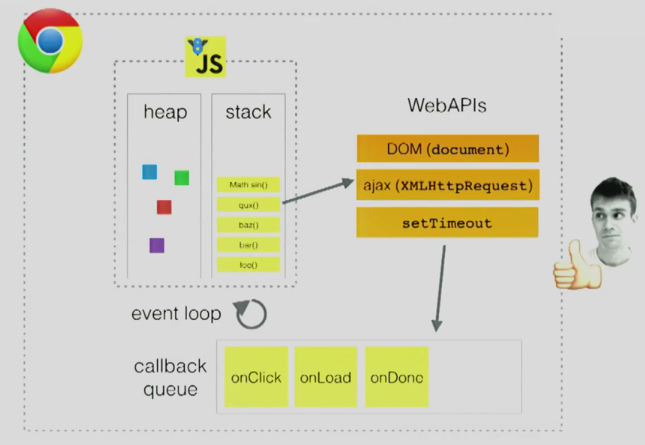 JS
heap
stack
WebAPIs
Math sin()
qux()
baz()
bar()
foo()
DOM (document)
ajax (XMLHttpRequest)
setTimeout
event loop
callback
queue
onClick
onLoad
onDone